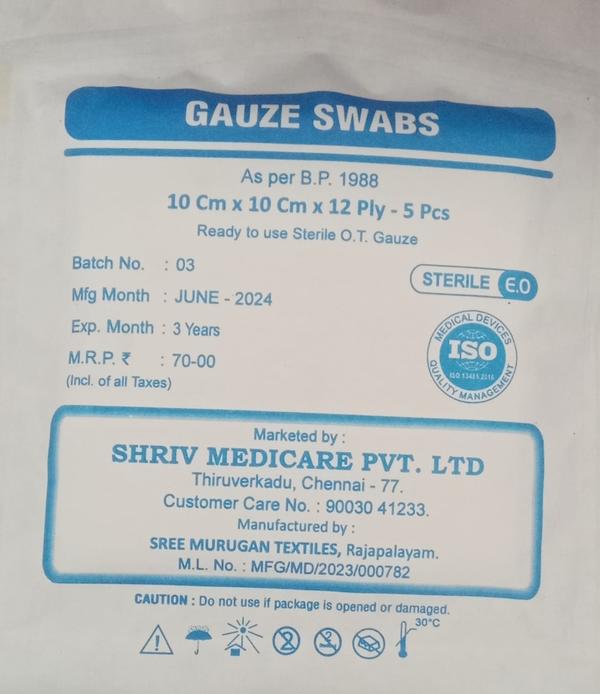 GAUZE SWABS
As per B.P. 1988
10 Cm x 10 Cm x 12 Ply - 5 Pcs
Ready to use Sterile O.T. Gauze
Batch No. : 03
Mfg Month : JUNE - 2024
Exp. Month : 3 Years
M.R.P. ₹ : 70-00
(Incl. of all Taxes)
STERILE E.O
MEDICAL DEVICES
ISO
ISO 13485:2016
QUALITY MANAGEMENT
Marketed by :
SHRIV MEDICARE PVT. LTD
Thiruverkadu, Chennai - 77.
Customer Care No. : 90030 41233.
Manufactured by :
SREE MURUGAN TEXTILES, Rajapalayam.
M.L. No. : MFG/MD/2023/000782
CAUTION : Do not use if package is opened or damaged.
30°C